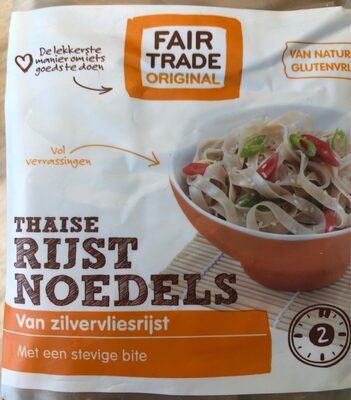 De lekkerste
manier om iets
goeds te doen
FAIR
TRADE
ORIGINAL
VAN NATUR
GLUTENVRI
Vol
verrassingen
THAISE
RIJST
NOEDELS
Van zilvervliesrijst
Met een stevige bite
2